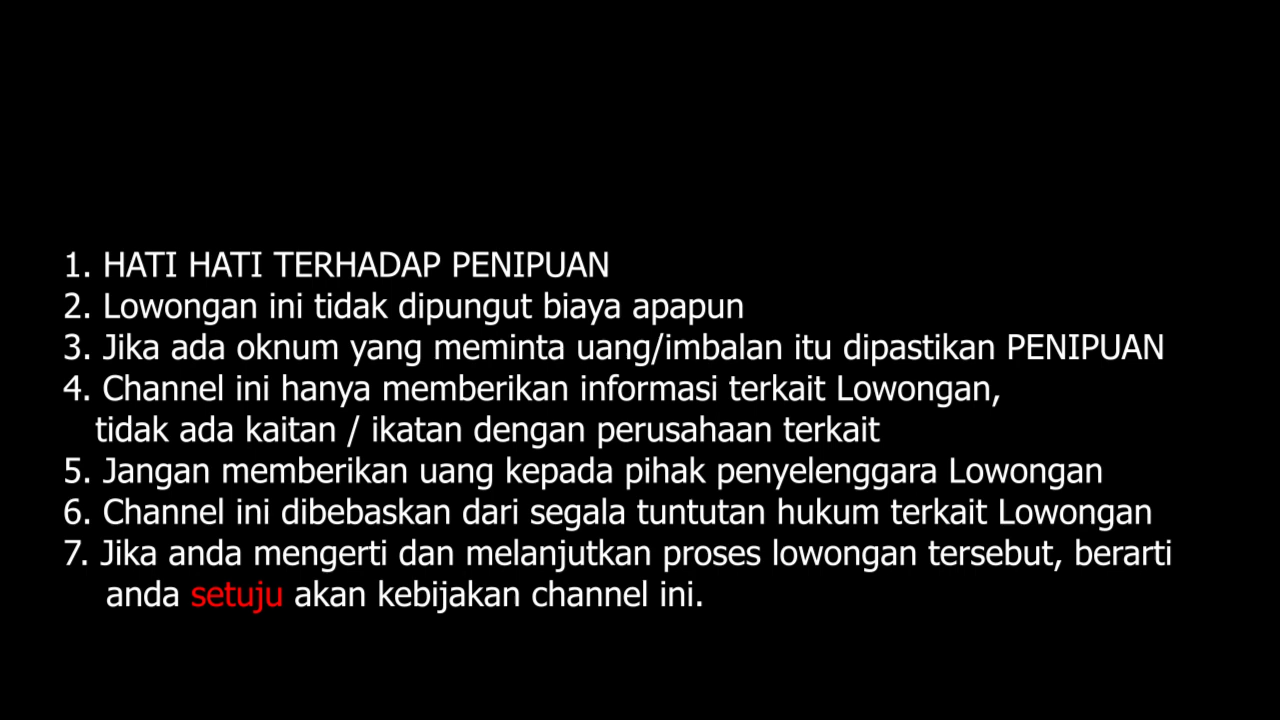 1. HATI HATI TERHADAP PENIPUAN
2. Lowongan ini tidak dipungut biaya apapun
3. Jika ada oknum yang meminta uang/imbalan itu dipastikan PENIPUAN
4. Channel ini hanya memberikan informasi terkait Lowongan,
tidak ada kaitan / ikatan dengan perusahaan terkait
5. Jangan memberikan uang kepada pihak penyelenggara Lowongan
6. Channel ini dibebaskan dari segala tuntutan hukum terkait Lowongan
7. Jika anda mengerti dan melanjutkan proses lowongan tersebut, berarti
anda setuju akan kebijakan channel ini.